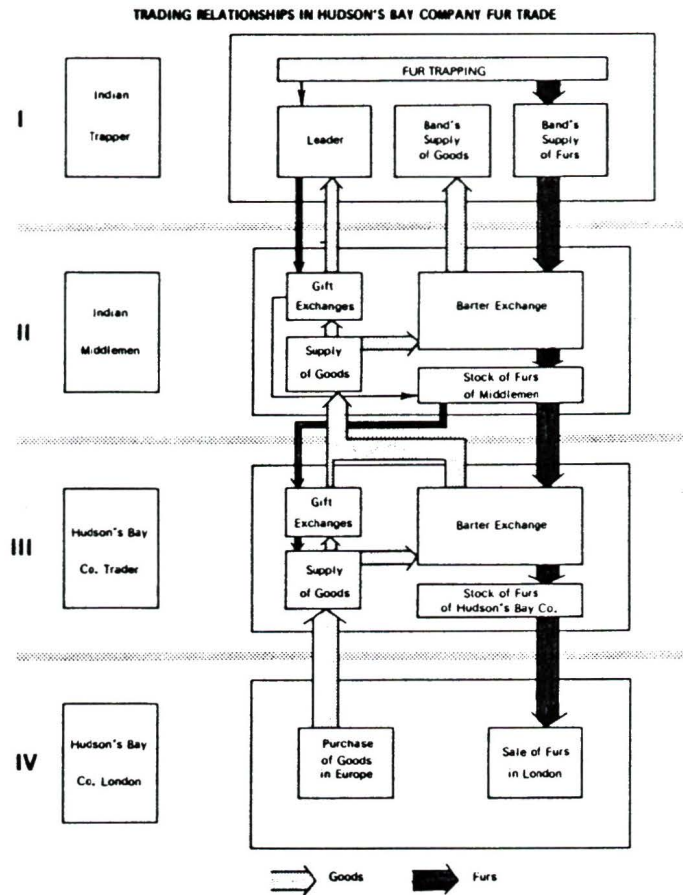 TRADING RELATIONSHIPS IN HUDSON'S BAY COMPANY FUR TRADE
I
Indian
Trapper
FUR TRAPPING
Leader
Band's
Supply
of Goods
Band's
Supply
of Furs
II
Indian
Middlemen
Gift
Exchanges
Barter Exchange
Supply
of Goods
Stock of Furs
of Middlemen
III
Hudson's Bay
Co. Trader
Gift
Exchanges
Barter Exchange
Supply
of Goods
Stock of Furs
of Hudson's Bay Co.
IV
Hudson's Bay
Co. London
Purchase
of Goods
in Europe
Sale of Furs
in London
Goods
Furs